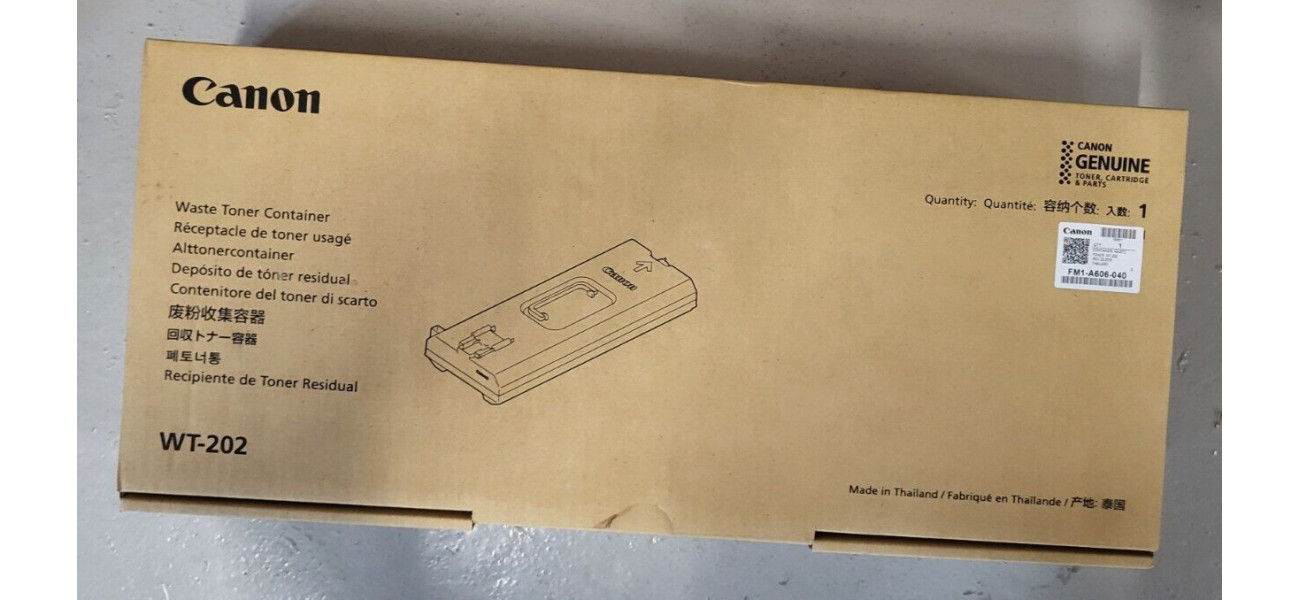 Canon
CANON
GENUINE
TONER, CARTRIDGE
& PARTS
Quantity: Quantité: 容纳个数: 入数: 1
Canon
1
FM1-A606-040
Waste Toner Container
Réceptacle de toner usagé
Alttonercontainer
Depósito de tóner residual
Contenitore del toner di scarto
废粉收集容器
回収トナー容器
폐토너통
Recipiente de Toner Residual
Canon
WT-202
Made in Thailand / Fabriqué en Thaïlande / 产地: 泰国